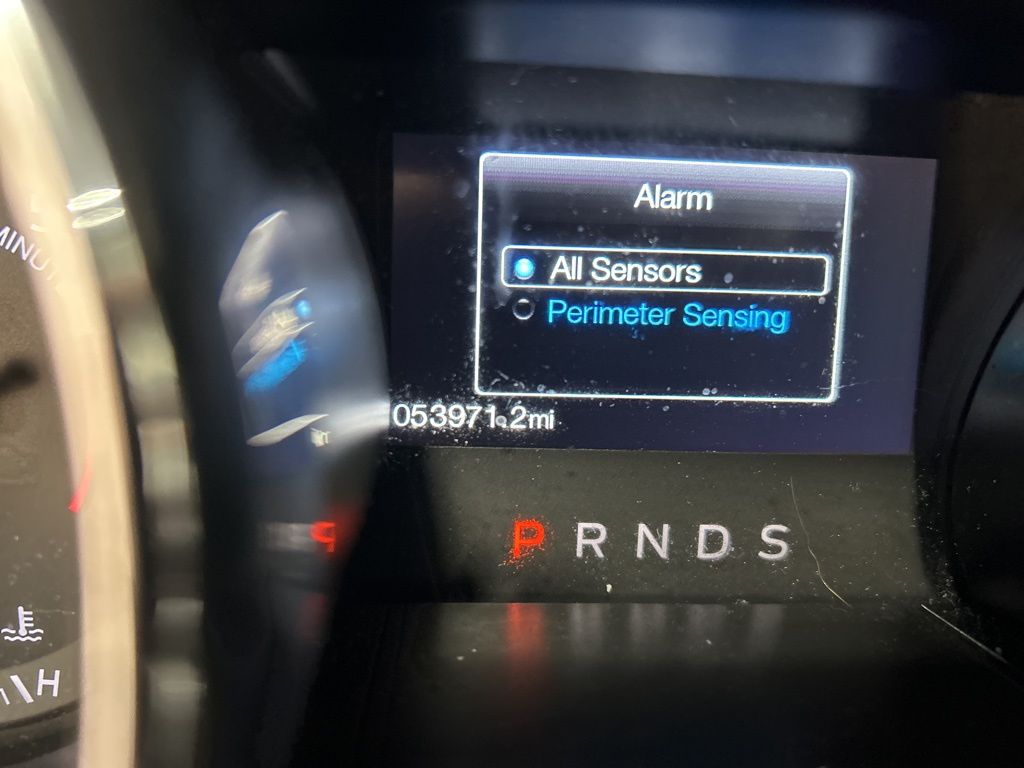 Alarm
All Sensors
Perimeter Sensing
053971.2mi
P R N D S
H